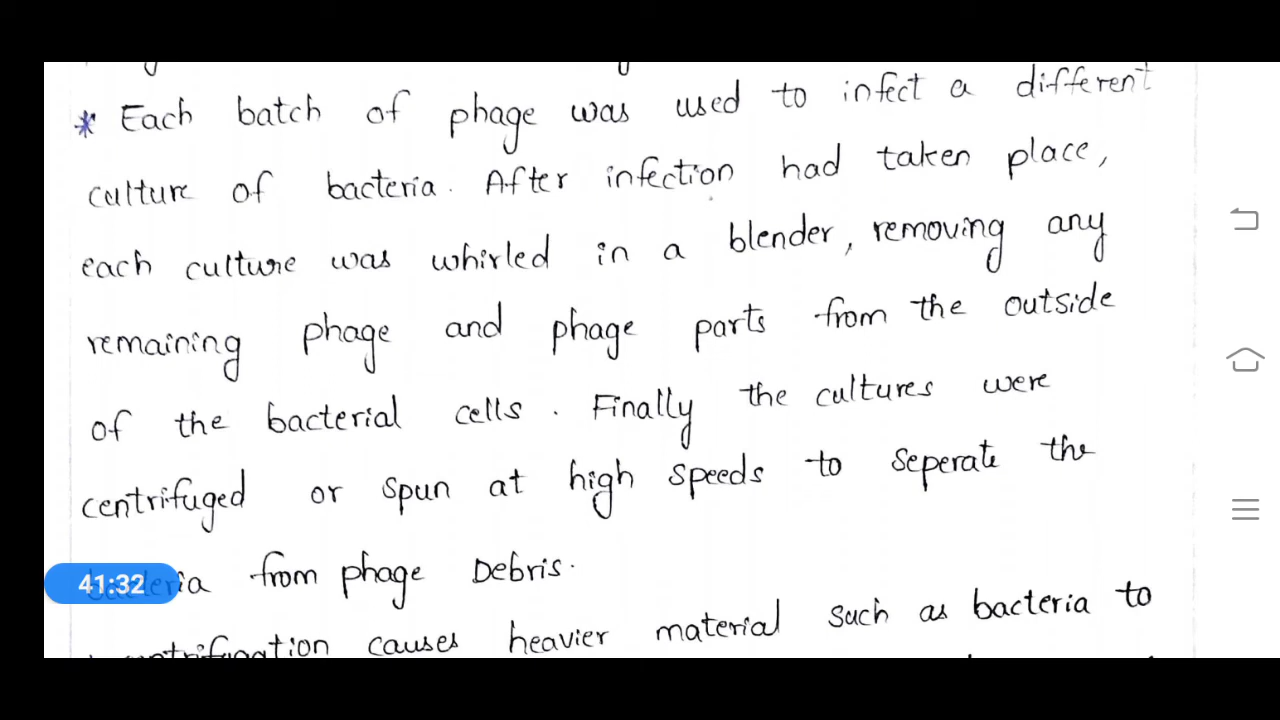 * Each batch of phage was used to infect a different
culture of bacteria. After infection had taken place,
each culture was whirled in a blender, removing any
remaining phage and phage parts from the outside
of the bacterial cells. Finally the cultures were
centrifuged or spun at high speeds to seperate the
41:32 from phage Debris.
causes heavier material such as bacteria to